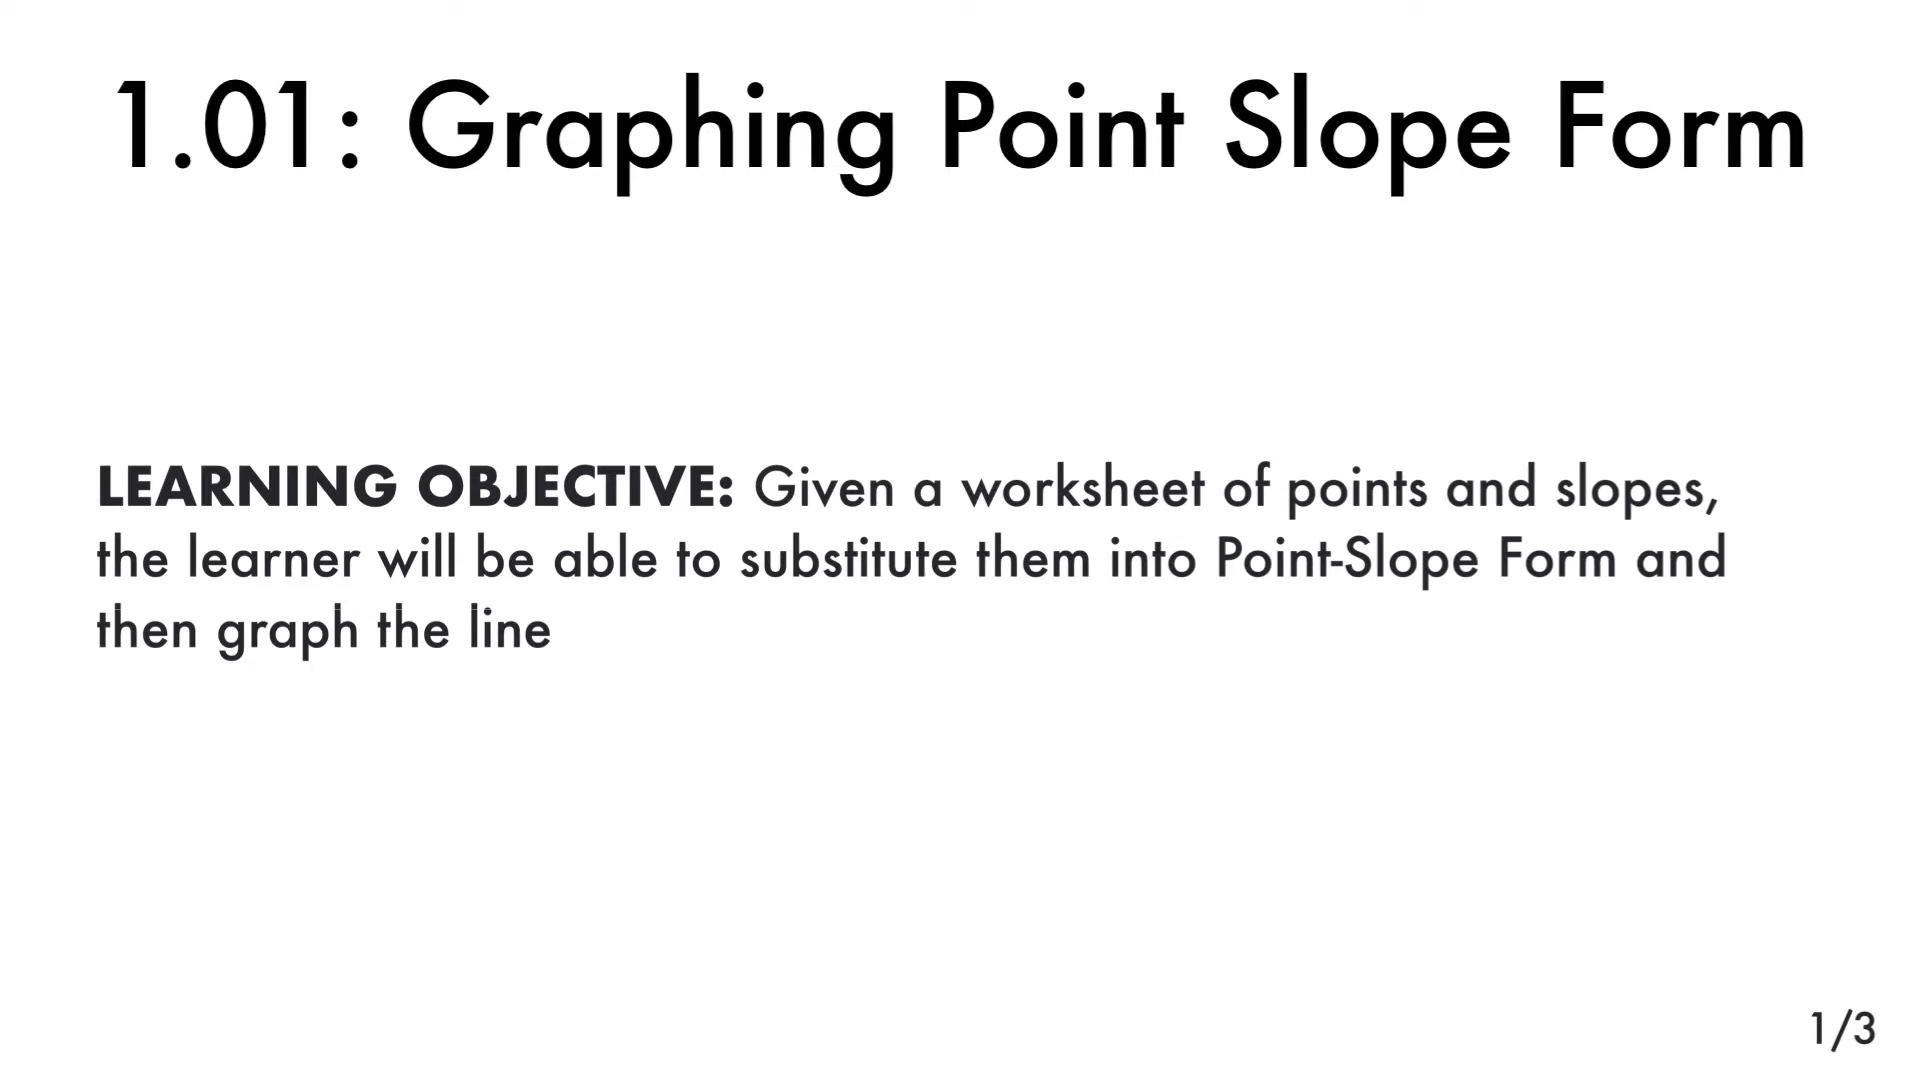 1.01: Graphing Point Slope Form
LEARNING OBJECTIVE: Given a worksheet of points and slopes,
the learner will be able to substitute them into Point-Slope Form and
then graph the line
1/3